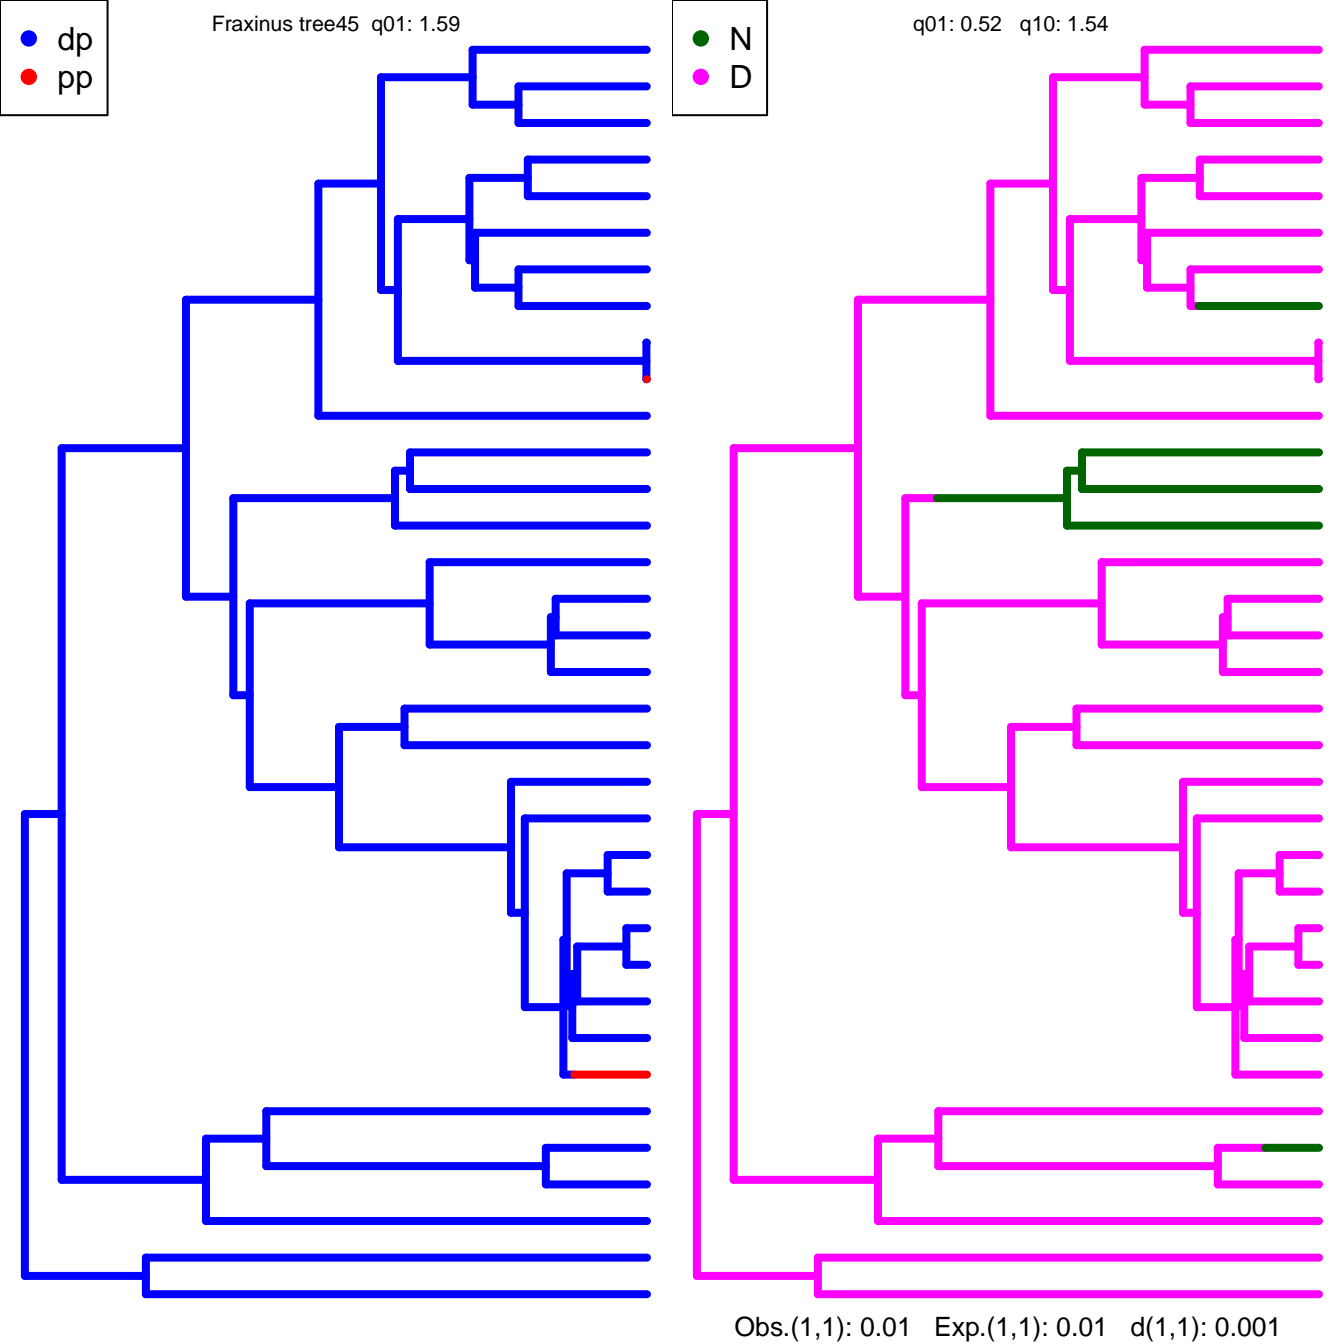 Fraxinus tree45 q01: 1.59
dp
pp
q01: 0.52 q10: 1.54
N
D
Obs.(1,1): 0.01 Exp.(1,1): 0.01 d(1,1): 0.001